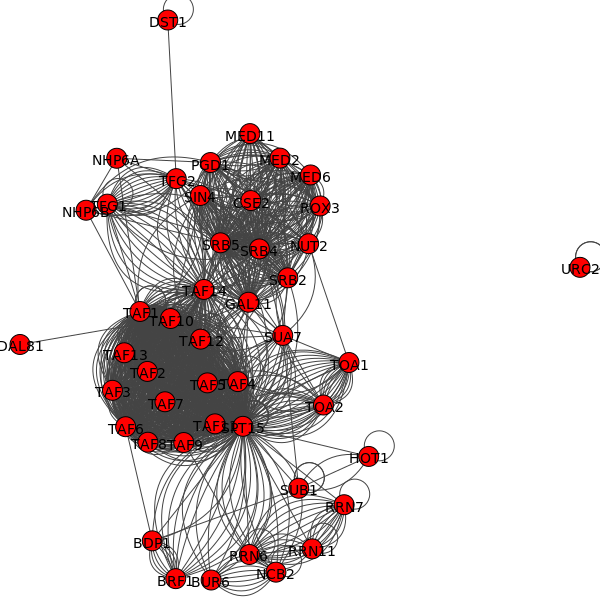 DST1
MED11
NHP6A
PGD1
MED2
TFG2
MED6
SIN4
CSE2
NHP6B
TFG1
ROX3
SRB5
SRB4
NUT2
URC2
SRB2
TAF14
GAL11
TAF1
TAF10
SUA7
TAF12
DAL81
TAF13
TOA1
TAF2
TAF5
TAF4
TAF3
TAF7
TOA2
TAF6
SPT15
TAF8
TAF9
HOT1
SUB1
RRN7
BDP1
RRN6
RRN11
BRF1
BUR6
NCB2